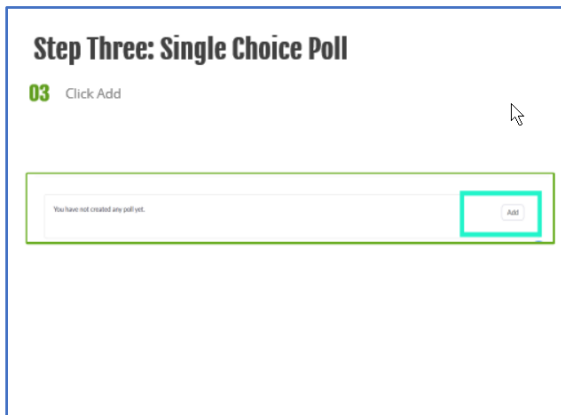 Step Three: Single Choice Poll
03 Click Add
You have not created any poll yet. Add